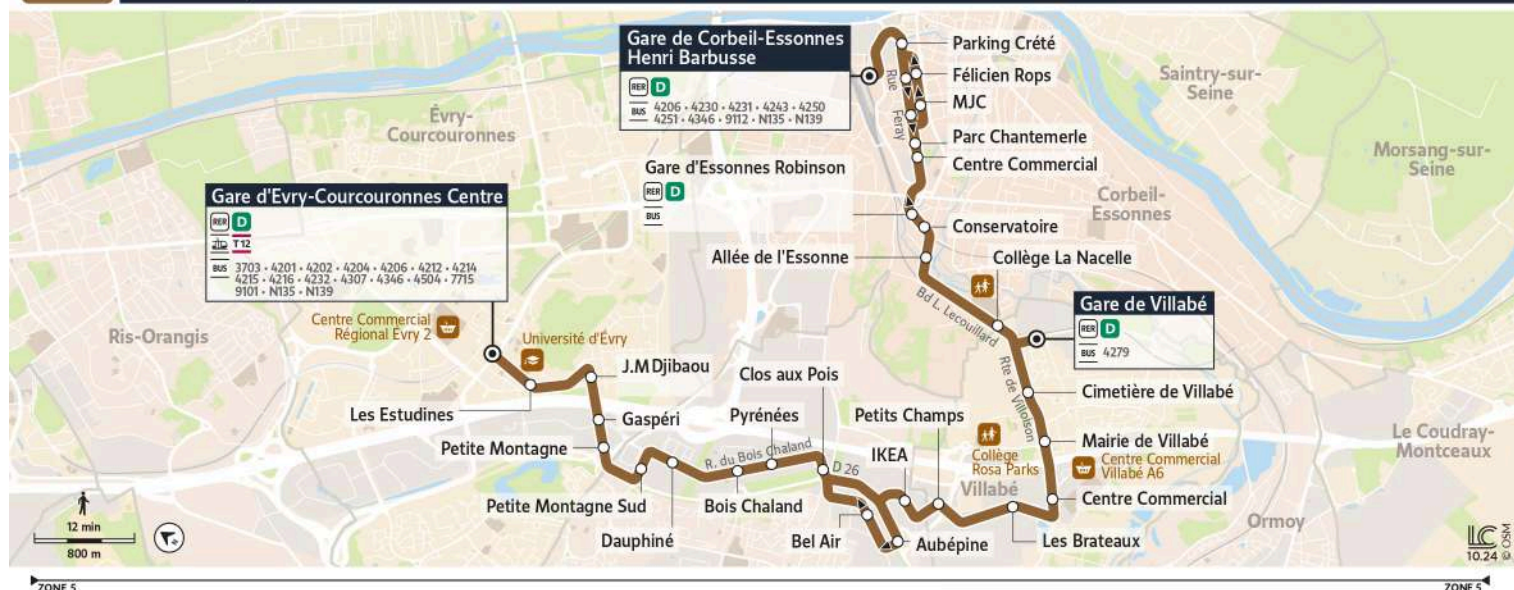 Gare de Corbeil-Essonnes
Henri Barbusse
RER D
BUS 4206 • 4230 • 4231 • 4243 • 4250
4251 • 4346 • 9112 • N135 • N139
Parking Crété
Félicien Rops
MJC
Parc Chantemerle
Centre Commercial
Rue Feray
Saintry-sur-
Seine
Morsang-sur-
Seine
Évry-
Courcouronnes
Gare d'Essonnes Robinson
RER D
BUS
Corbeil-
Essonnes
Conservatoire
Allée de l'Essonne
Collège La Nacelle
Bd L. Lecouillard
Gare d'Evry-Courcouronnes Centre
RER D
T12
BUS 3703 • 4201 • 4202 • 4204 • 4206 • 4212 • 4214
4215 • 4216 • 4232 • 4307 • 4346 • 4504 • 7715
9101 • N135 • N139
Gare de Villabé
RER D
BUS 4279
Ris-Orangis
Centre Commercial
Régional Evry 2
Université d'Évry
J.M Djibaou
Les Estudines
Gaspéri
Petite Montagne
Petite Montagne Sud
Dauphiné
R. du Bois Chaland
Bois Chaland
Pyrénées
Clos aux Pois
D 26
Bel Air
Aubépine
IKEA
Petits Champs
Collège
Rosa Parks
Villabé
Les Brateaux
Rte de Villoison
Cimetière de Villabé
Mairie de Villabé
Centre Commercial
Villabé A6
Centre Commercial
Le Coudray-
Montceaux
Ormoy
12 min
800 m
LC
10.24
© OSM
ZONE 5
ZONE 5